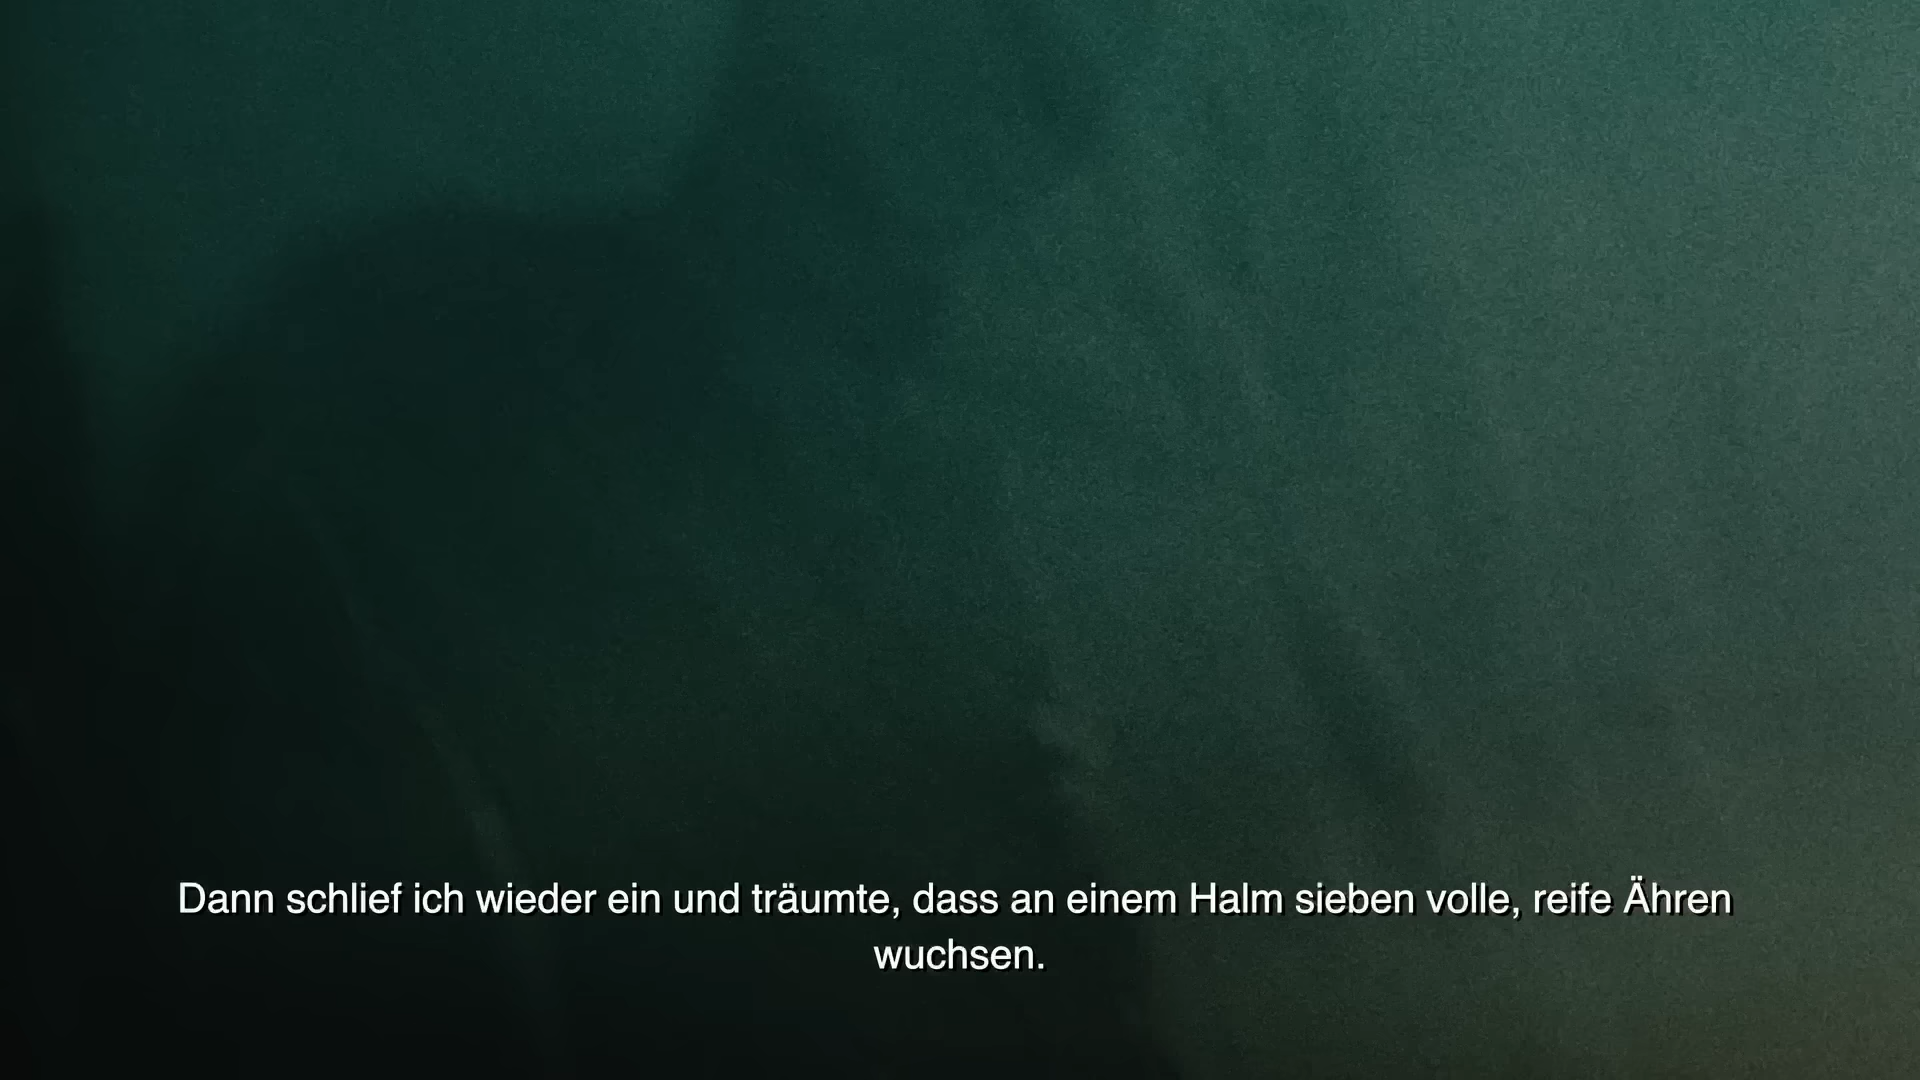 Dann schlief ich wieder ein und träumte, dass an einem Halm sieben volle, reife Ähren
wuchsen.